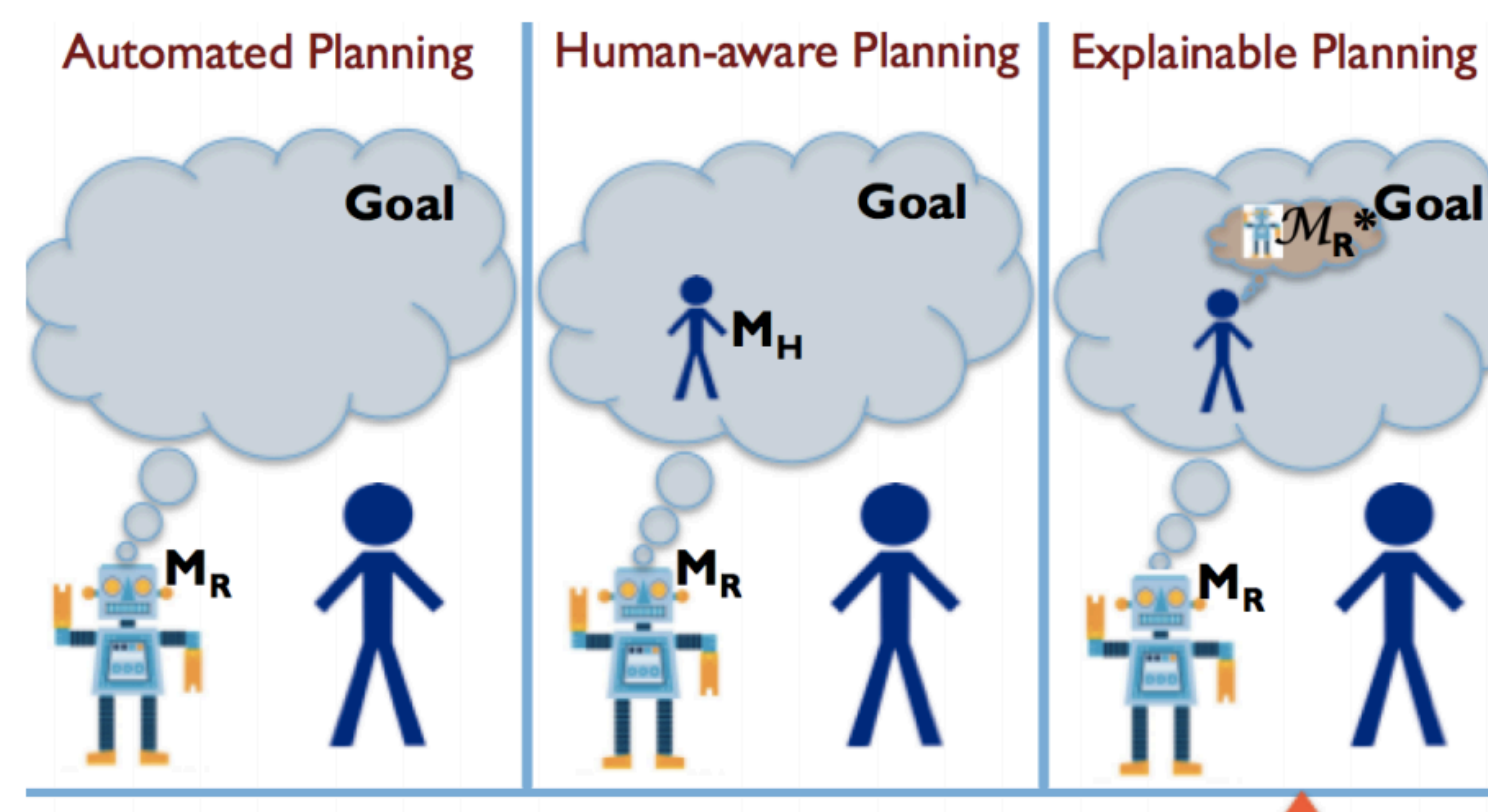 Automated Planning
Goal
M_R
Human-aware Planning
Goal
M_H
M_R
Explainable Planning
ℳ_R* Goal
M_R